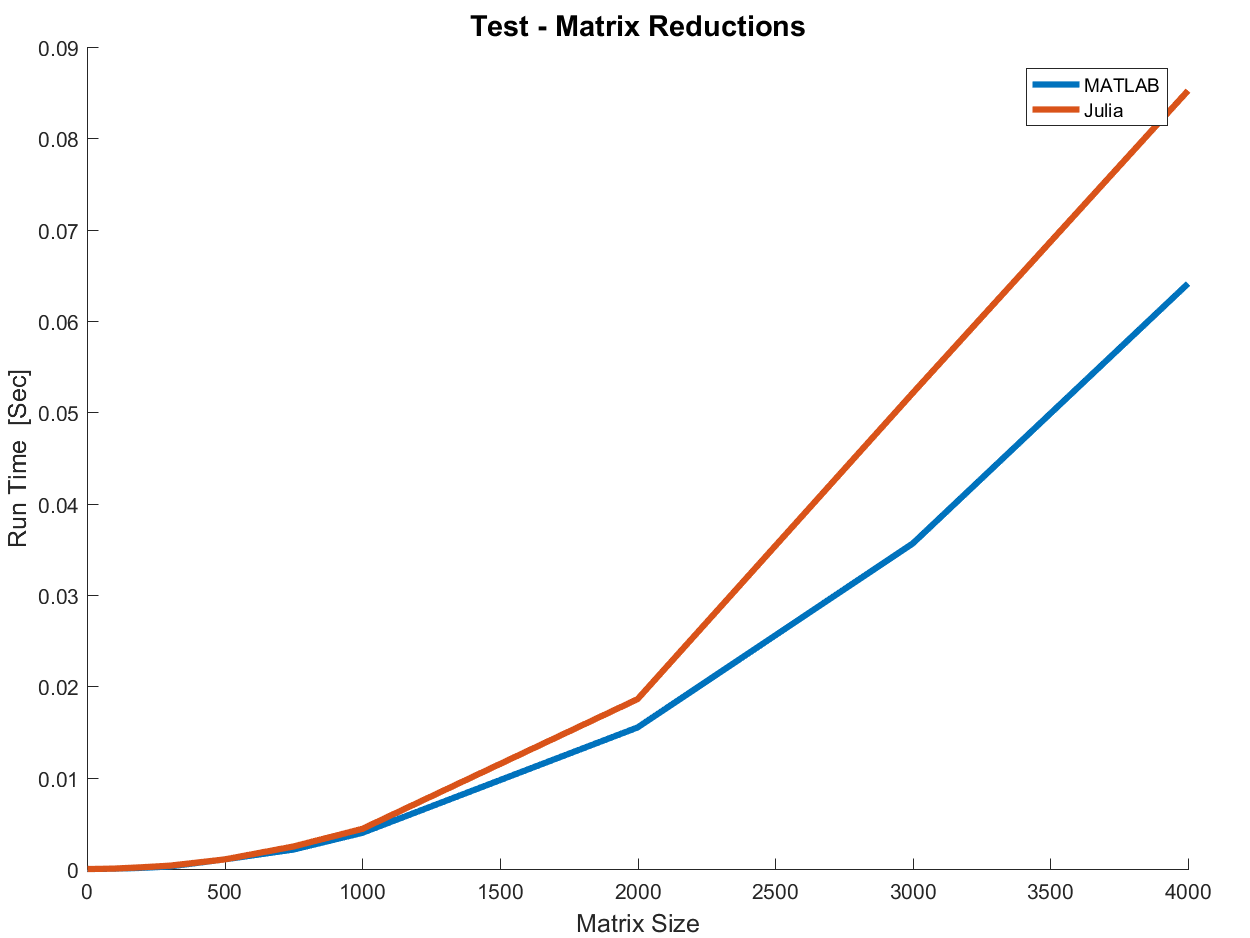 Test - Matrix Reductions
MATLAB
Julia
0.09
0.08
0.07
0.06
0.05
0.04
0.03
0.02
0.01
0
Run Time [Sec]
0 500 1000 1500 2000 2500 3000 3500 4000
Matrix Size